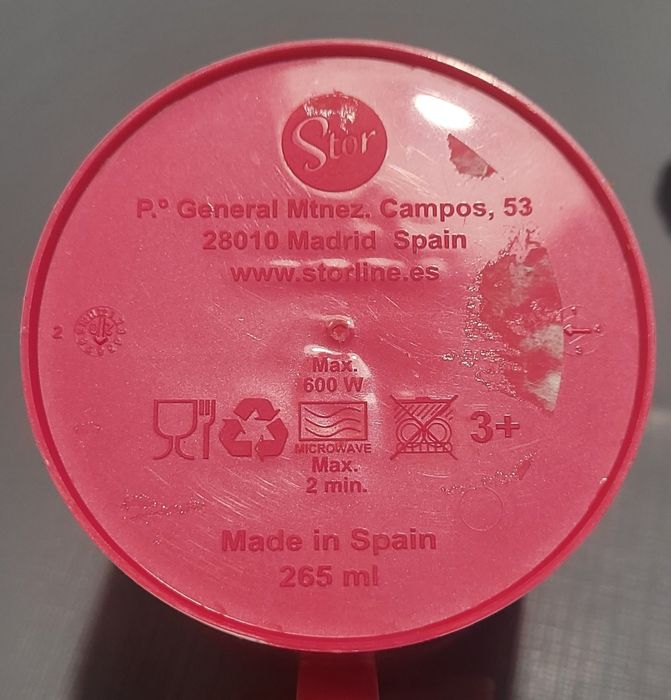 Stor
P.º General Mtnez. Campos, 53
28010 Madrid Spain
www.storline.es
2
Max.
600 W
MICROWAVE
3+
Max.
2 min.
Made in Spain
265 ml